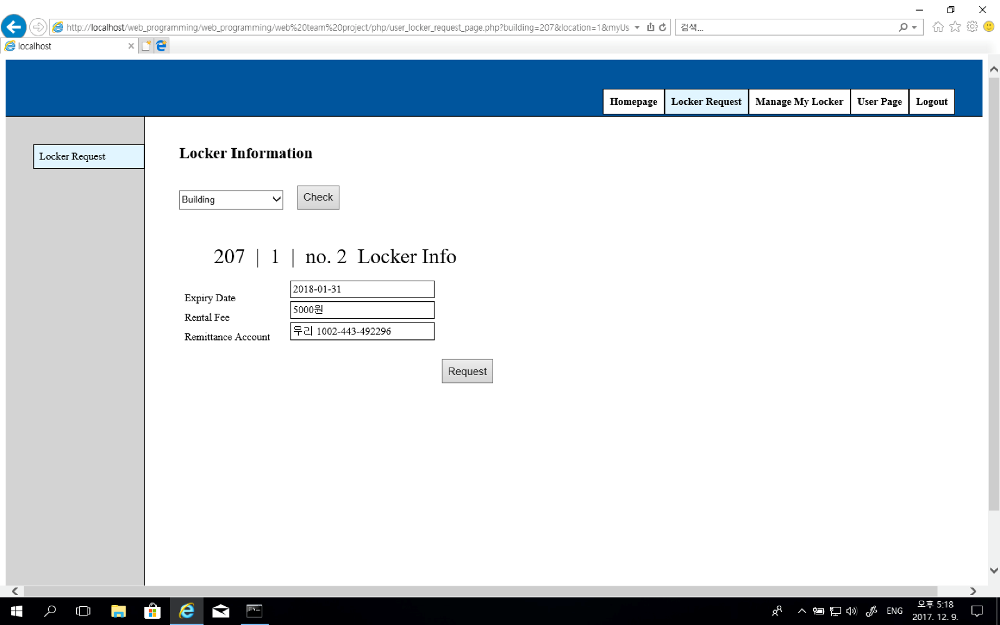 http://localhost/web_programming/web_programming/web%20team%20project/php/user_locker_request_page.php?building=207&location=1&myUs
검색...
localhost
Homepage
Locker Request
Manage My Locker
User Page
Logout
Locker Request
Locker Information
Building
Check
207 | 1 | no. 2 Locker Info
Expiry Date
2018-01-31
Rental Fee
5000원
Remittance Account
우리 1002-443-492296
Request
ENG
오후 5:18
2017. 12. 9.